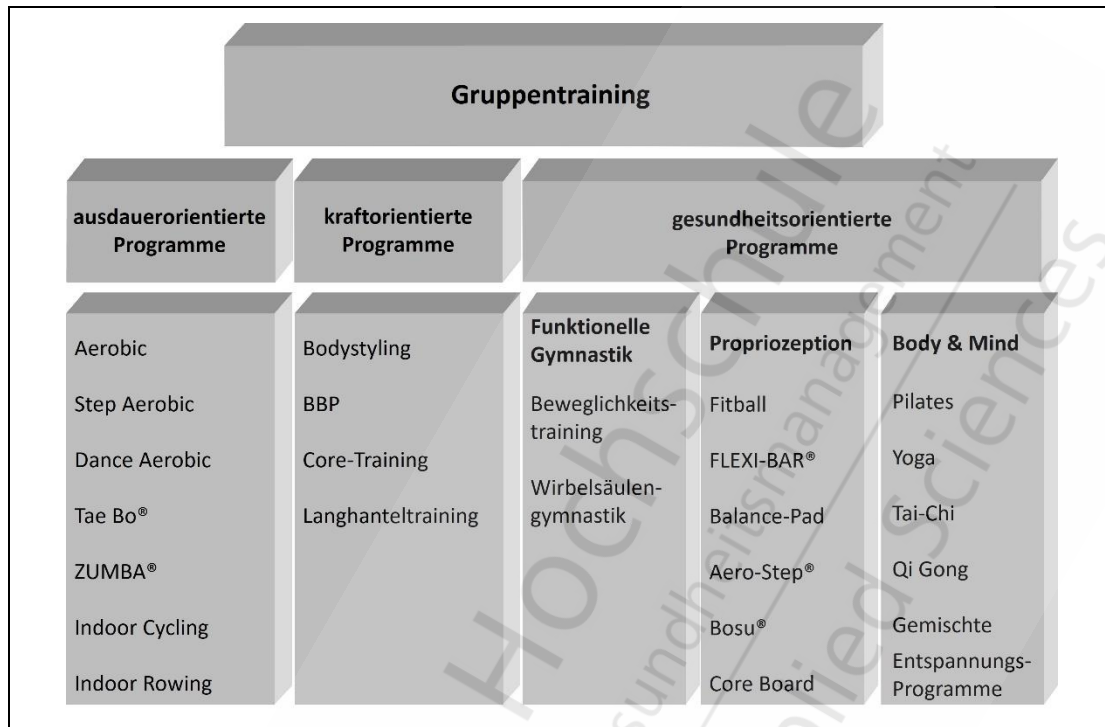 Gruppentraining
ausdauerorientierte
Programme
kraftorientierte
Programme
gesundheitsorientierte
Programme
Aerobic
Step Aerobic
Dance Aerobic
Tae Bo®
ZUMBA®
Indoor Cycling
Indoor Rowing
Bodystyling
BBP
Core-Training
Langhanteltraining
Funktionelle
Gymnastik
Beweglichkeits-
training
Wirbelsäulen-
gymnastik
Propriozeption
Fitball
FLEXI-BAR®
Balance-Pad
Aero-Step®
Bosu®
Core Board
Body & Mind
Pilates
Yoga
Tai-Chi
Qi Gong
Gemischte
Entspannungs-
Programme
Hochschule
sundheitsmanagement
plied Sciences